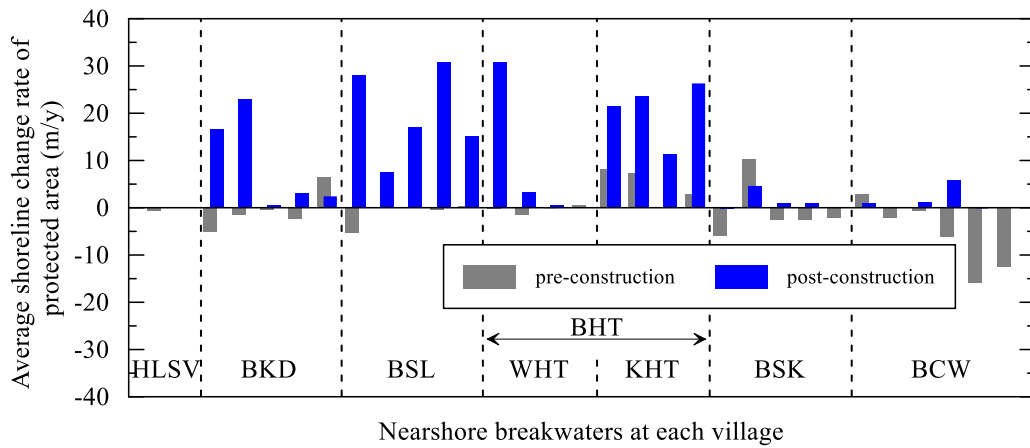 Average shoreline change rate of
protected area (m/y)
40
30
20
10
0
-10
-20
-30
-40
pre-construction
post-construction
BHT
HLSV
BKD
BSL
WHT
KHT
BSK
BCW
Nearshore breakwaters at each village